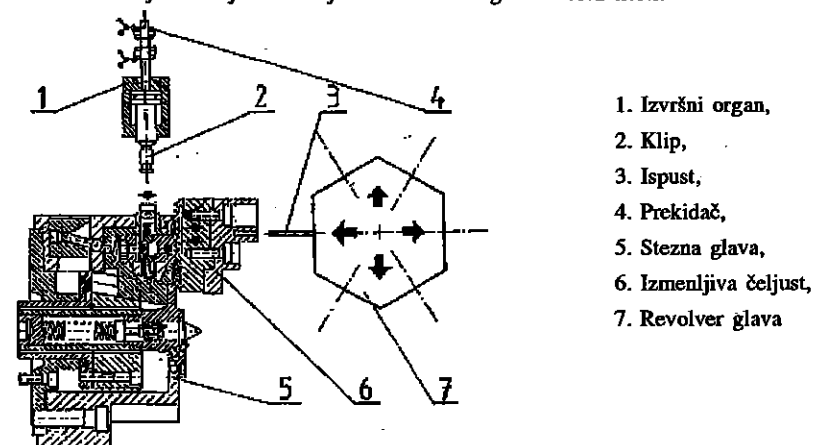 1
2
3
4
5
6
7
1. Izvršni organ,
2. Klip,
3. Ispust,
4. Prekidač,
5. Stezna glava,
6. Izmenljiva čeljust,
7. Revolver glava